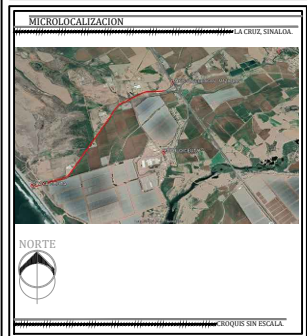 MICROLOCALIZACION
LA CRUZ, SINALOA.
NORTE
CROQUIS SIN ESCALA.